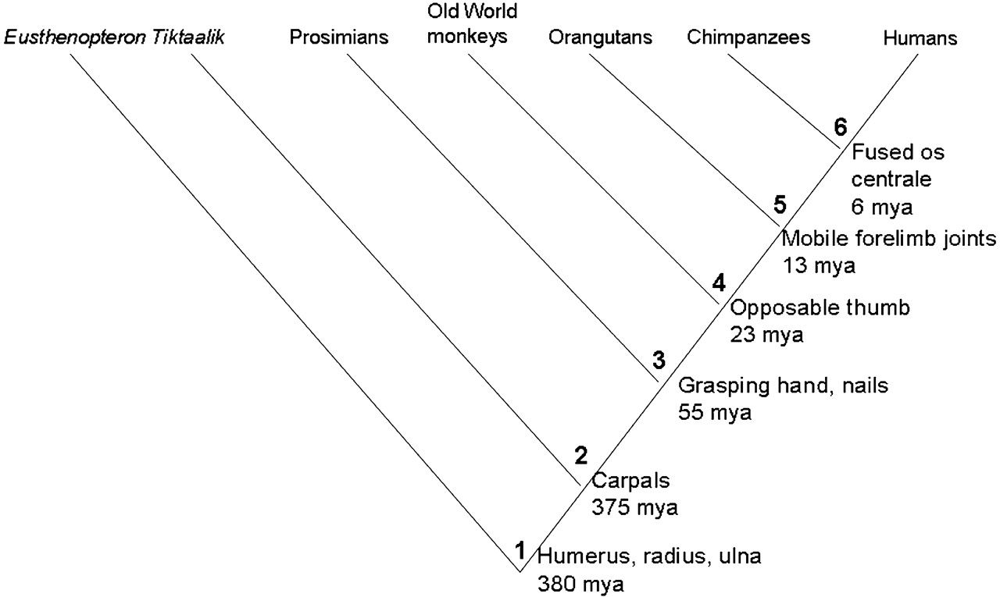 Eusthenopteron Tiktaalik Prosimians Old World monkeys Orangutans Chimpanzees Humans
6
Fused os
centrale
6 mya
5
Mobile forelimb joints
13 mya
4
Opposable thumb
23 mya
3
Grasping hand, nails
55 mya
2
Carpals
375 mya
1
Humerus, radius, ulna
380 mya